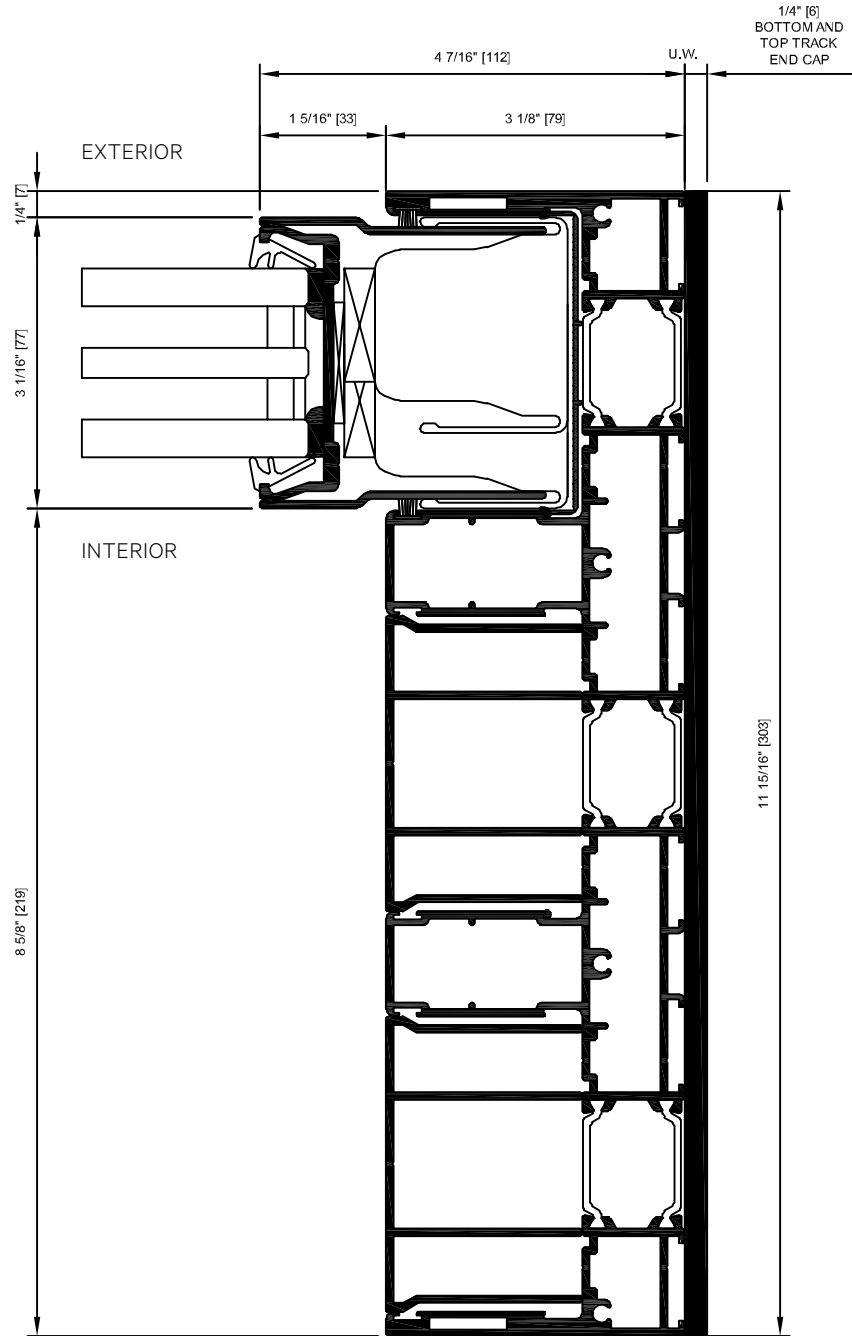 1/4" [6]
BOTTOM AND
TOP TRACK
END CAP
U.W.
4 7/16" [112]
1 5/16" [33]
3 1/8" [79]
EXTERIOR
1/4" [7]
3 1/16" [77]
INTERIOR
11 15/16" [303]
8 5/8" [219]